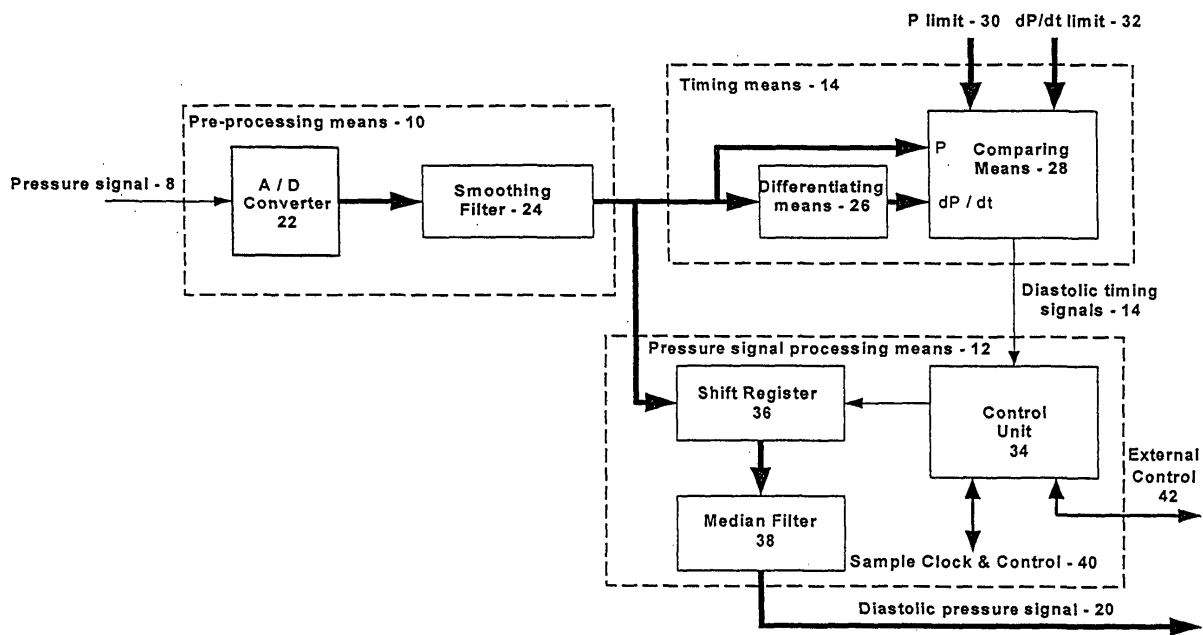 P limit - 30 dP/dt limit - 32
Timing means - 14
Pre-processing means - 10
Pressure signal - 8
A / D
Converter
22
Smoothing
Filter - 24
Differentiating
means - 26
P
dP / dt
Comparing
Means - 28
Diastolic timing
signals - 14
Pressure signal processing means - 12
Shift Register
36
Control
Unit
34
External
Control
42
Median Filter
38
Sample Clock & Control - 40
Diastolic pressure signal - 20